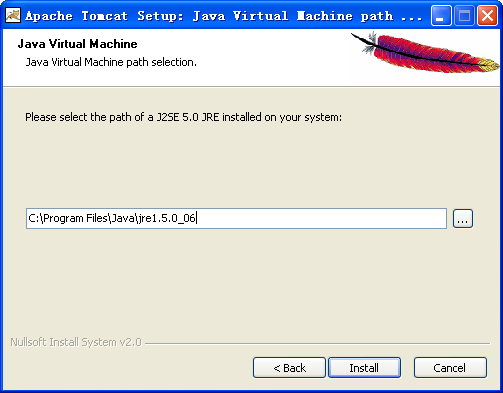 Apache Tomcat Setup: Java Virtual Machine path ...
Java Virtual Machine
Java Virtual Machine path selection.
Please select the path of a J2SE 5.0 JRE installed on your system:
C:\Program Files\Java\jre1.5.0_06
...
Nullsoft Install System v2.0
< Back
Install
Cancel